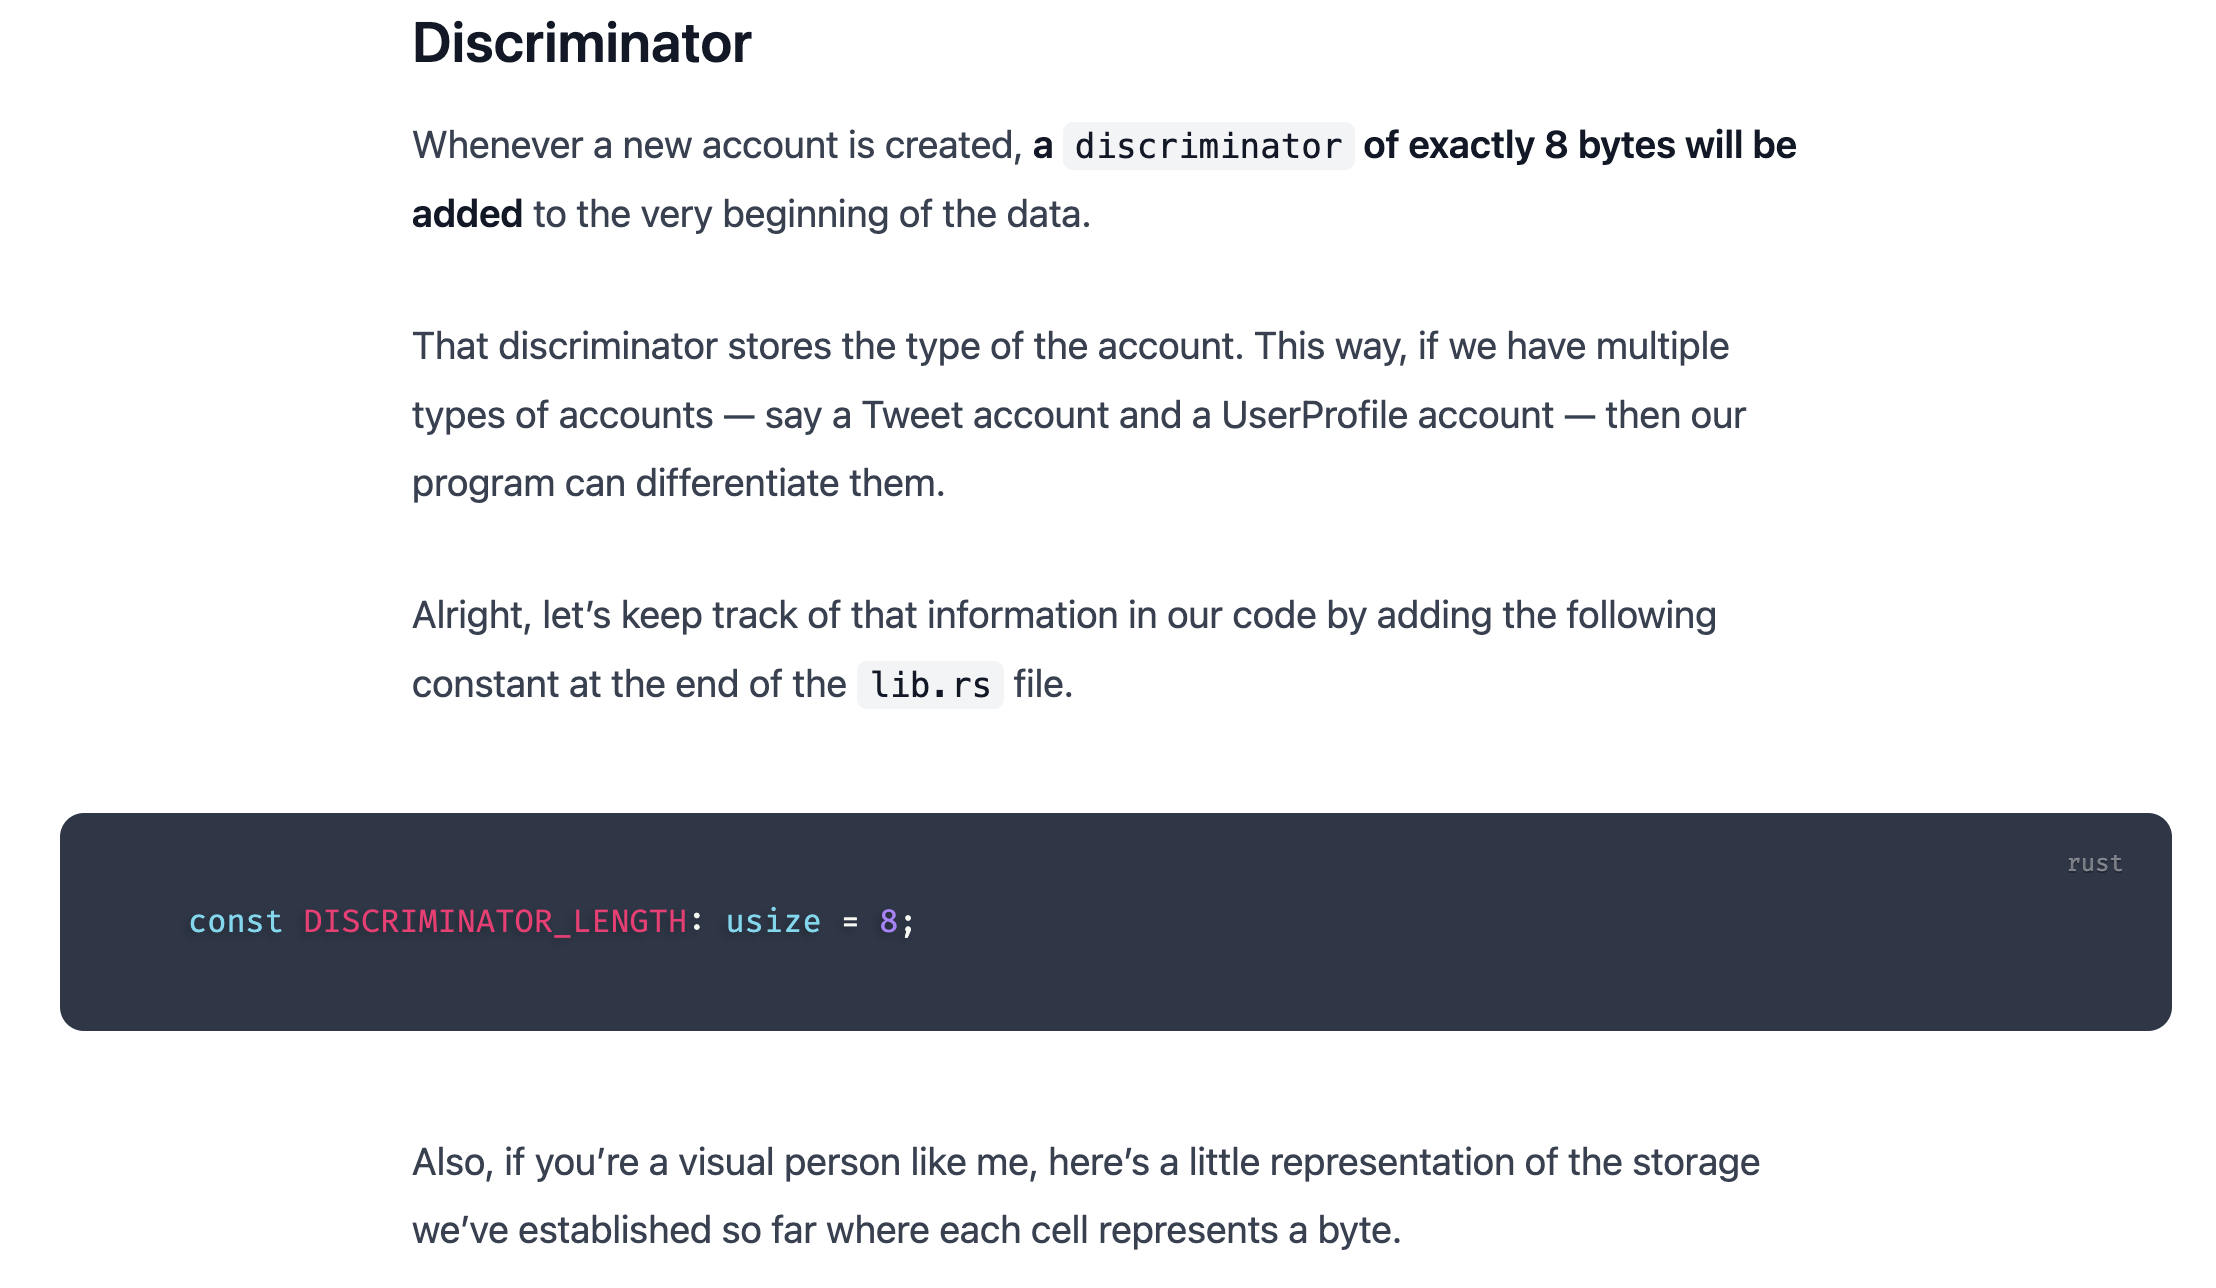 Discriminator
Whenever a new account is created, a discriminator of exactly 8 bytes will be
added to the very beginning of the data.
That discriminator stores the type of the account. This way, if we have multiple
types of accounts — say a Tweet account and a UserProfile account — then our
program can differentiate them.
Alright, let’s keep track of that information in our code by adding the following
constant at the end of the lib.rs file.
rust
const DISCRIMINATOR_LENGTH: usize = 8;
Also, if you’re a visual person like me, here’s a little representation of the storage
we’ve established so far where each cell represents a byte.